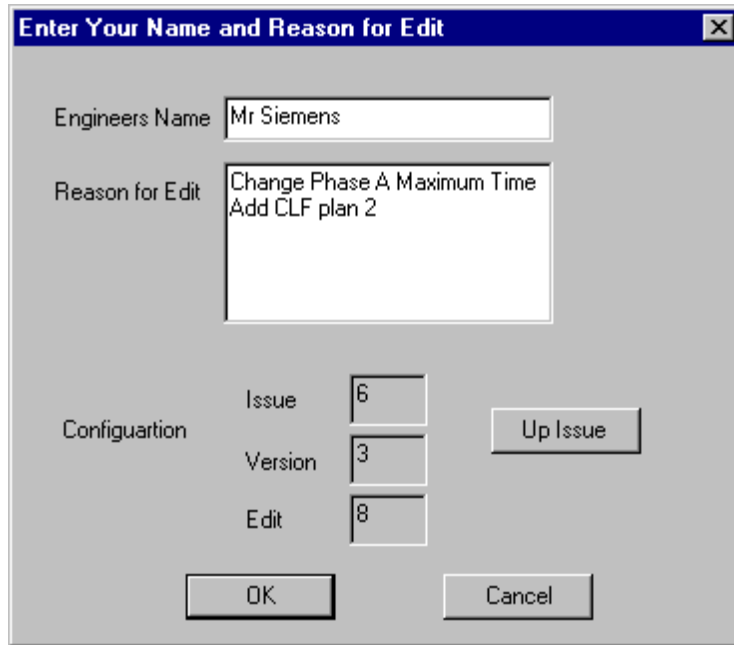 Enter Your Name and Reason for Edit
Engineers Name Mr Siemens
Reason for Edit Change Phase A Maximum Time
Add CLF plan 2
Issue 6
Configuartion Up Issue
Version 3
Edit 8
OK Cancel